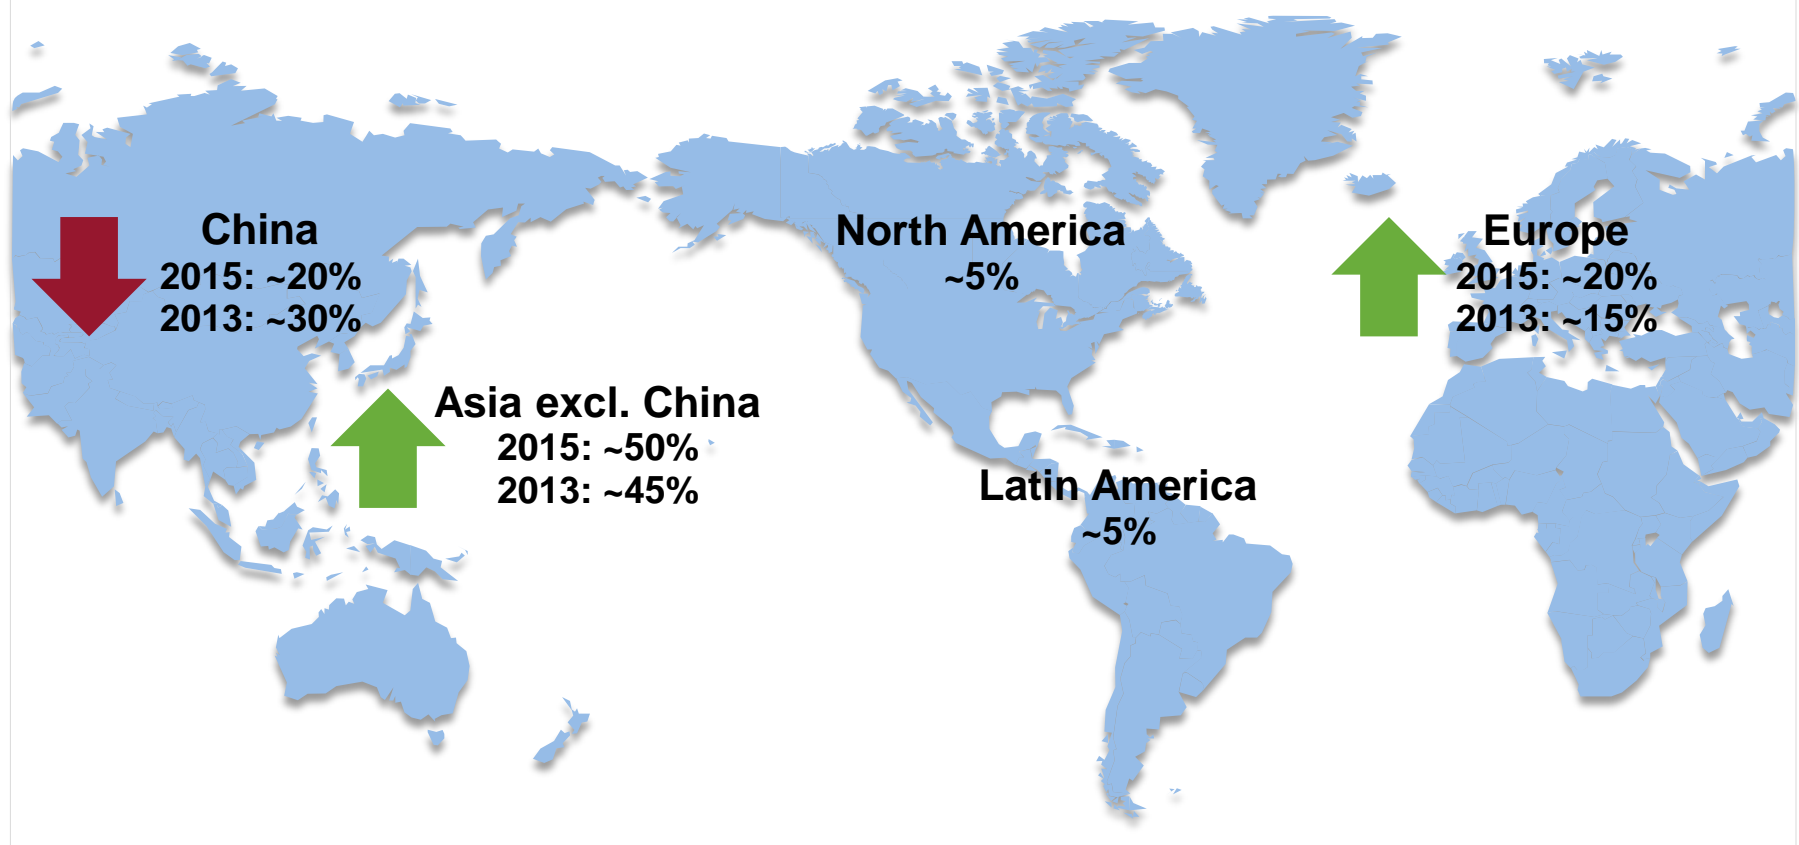 China
2015: ~20%
2013: ~30%
Asia excl. China
2015: ~50%
2013: ~45%
North America
~5%
Latin America
~5%
Europe
2015: ~20%
2013: ~15%